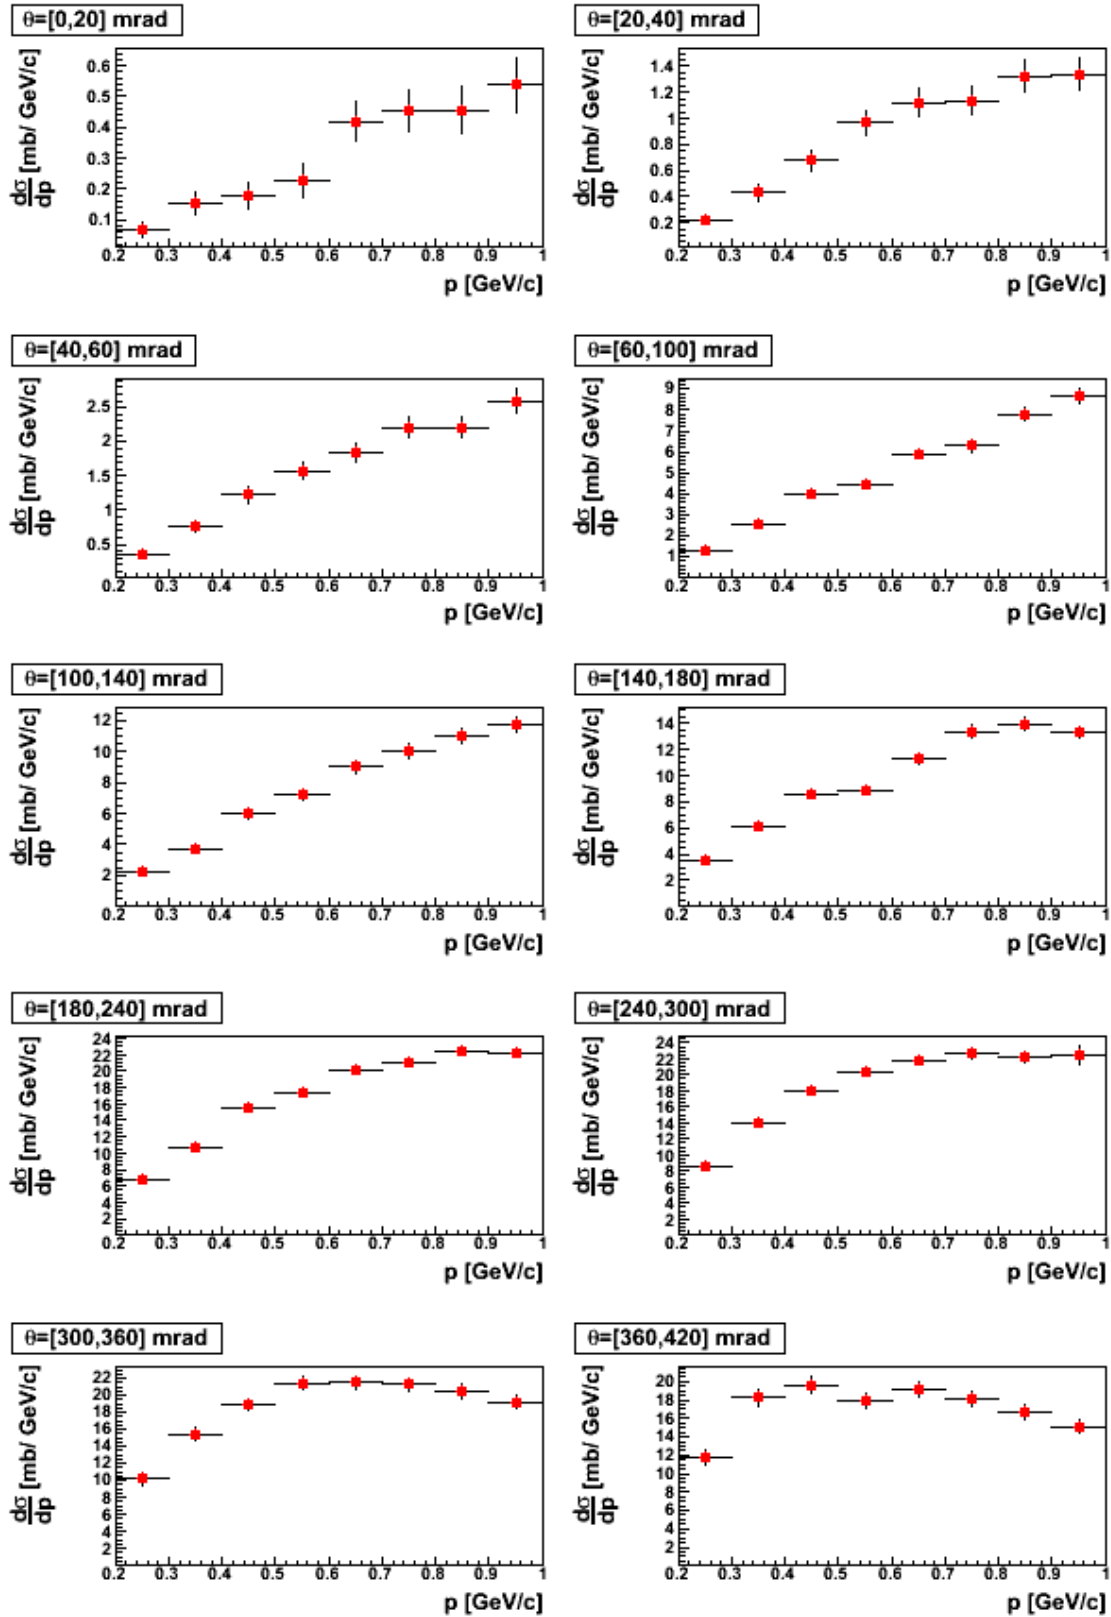 θ=[0,20] mrad
dσ/dp [mb/ GeV/c]
0.6
0.5
0.4
0.3
0.2
0.1
0.2 0.3 0.4 0.5 0.6 0.7 0.8 0.9 1
p [GeV/c]
θ=[20,40] mrad
dσ/dp [mb/ GeV/c]
1.4
1.2
1
0.8
0.6
0.4
0.2
0.2 0.3 0.4 0.5 0.6 0.7 0.8 0.9 1
p [GeV/c]
θ=[40,60] mrad
dσ/dp [mb/ GeV/c]
2.5
2
1.5
1
0.5
0.2 0.3 0.4 0.5 0.6 0.7 0.8 0.9 1
p [GeV/c]
θ=[60,100] mrad
dσ/dp [mb/ GeV/c]
9
8
7
6
5
4
3
2
1
0.2 0.3 0.4 0.5 0.6 0.7 0.8 0.9 1
p [GeV/c]
θ=[100,140] mrad
dσ/dp [mb/ GeV/c]
12
10
8
6
4
2
0.2 0.3 0.4 0.5 0.6 0.7 0.8 0.9 1
p [GeV/c]
θ=[140,180] mrad
dσ/dp [mb/ GeV/c]
14
12
10
8
6
4
2
0.2 0.3 0.4 0.5 0.6 0.7 0.8 0.9 1
p [GeV/c]
θ=[180,240] mrad
dσ/dp [mb/ GeV/c]
24
22
20
18
16
14
12
10
8
6
4
2
0.2 0.3 0.4 0.5 0.6 0.7 0.8 0.9 1
p [GeV/c]
θ=[240,300] mrad
dσ/dp [mb/ GeV/c]
24
22
20
18
16
14
12
10
8
6
4
2
0.2 0.3 0.4 0.5 0.6 0.7 0.8 0.9 1
p [GeV/c]
θ=[300,360] mrad
dσ/dp [mb/ GeV/c]
22
20
18
16
14
12
10
8
6
4
2
0.2 0.3 0.4 0.5 0.6 0.7 0.8 0.9 1
p [GeV/c]
θ=[360,420] mrad
dσ/dp [mb/ GeV/c]
20
18
16
14
12
10
8
6
4
2
0.2 0.3 0.4 0.5 0.6 0.7 0.8 0.9 1
p [GeV/c]